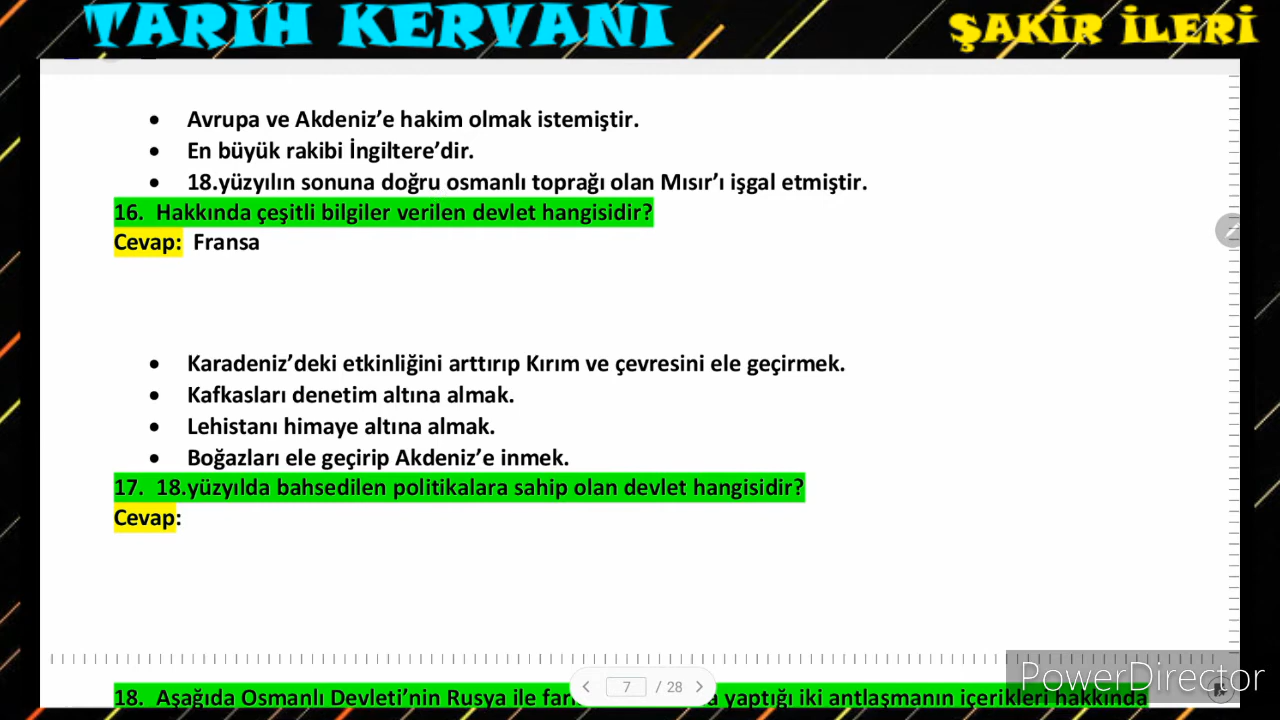 TARİH KERVANI
ŞAKİR İLERİ
• Avrupa ve Akdeniz’e hakim olmak istemiştir.
• En büyük rakibi İngiltere’dir.
• 18.yüzyılın sonuna doğru osmanlı toprağı olan Mısır’ı işgal etmiştir.
16. Hakkında çeşitli bilgiler verilen devlet hangisidir?
Cevap: Fransa
• Karadeniz’deki etkinliğini arttırıp Kırım ve çevresini ele geçirmek.
• Kafkasları denetim altına almak.
• Lehistanı himaye altına almak.
• Boğazları ele geçirip Akdeniz’e inmek.
17. 18.yüzyılda bahsedilen politikalara sahip olan devlet hangisidir?
Cevap:
7 / 28
PowerDirector
18. Aşağıda Osmanlı Devleti’nin Rusya ile yaptığı iki antlaşmanın içerikleri hakkında